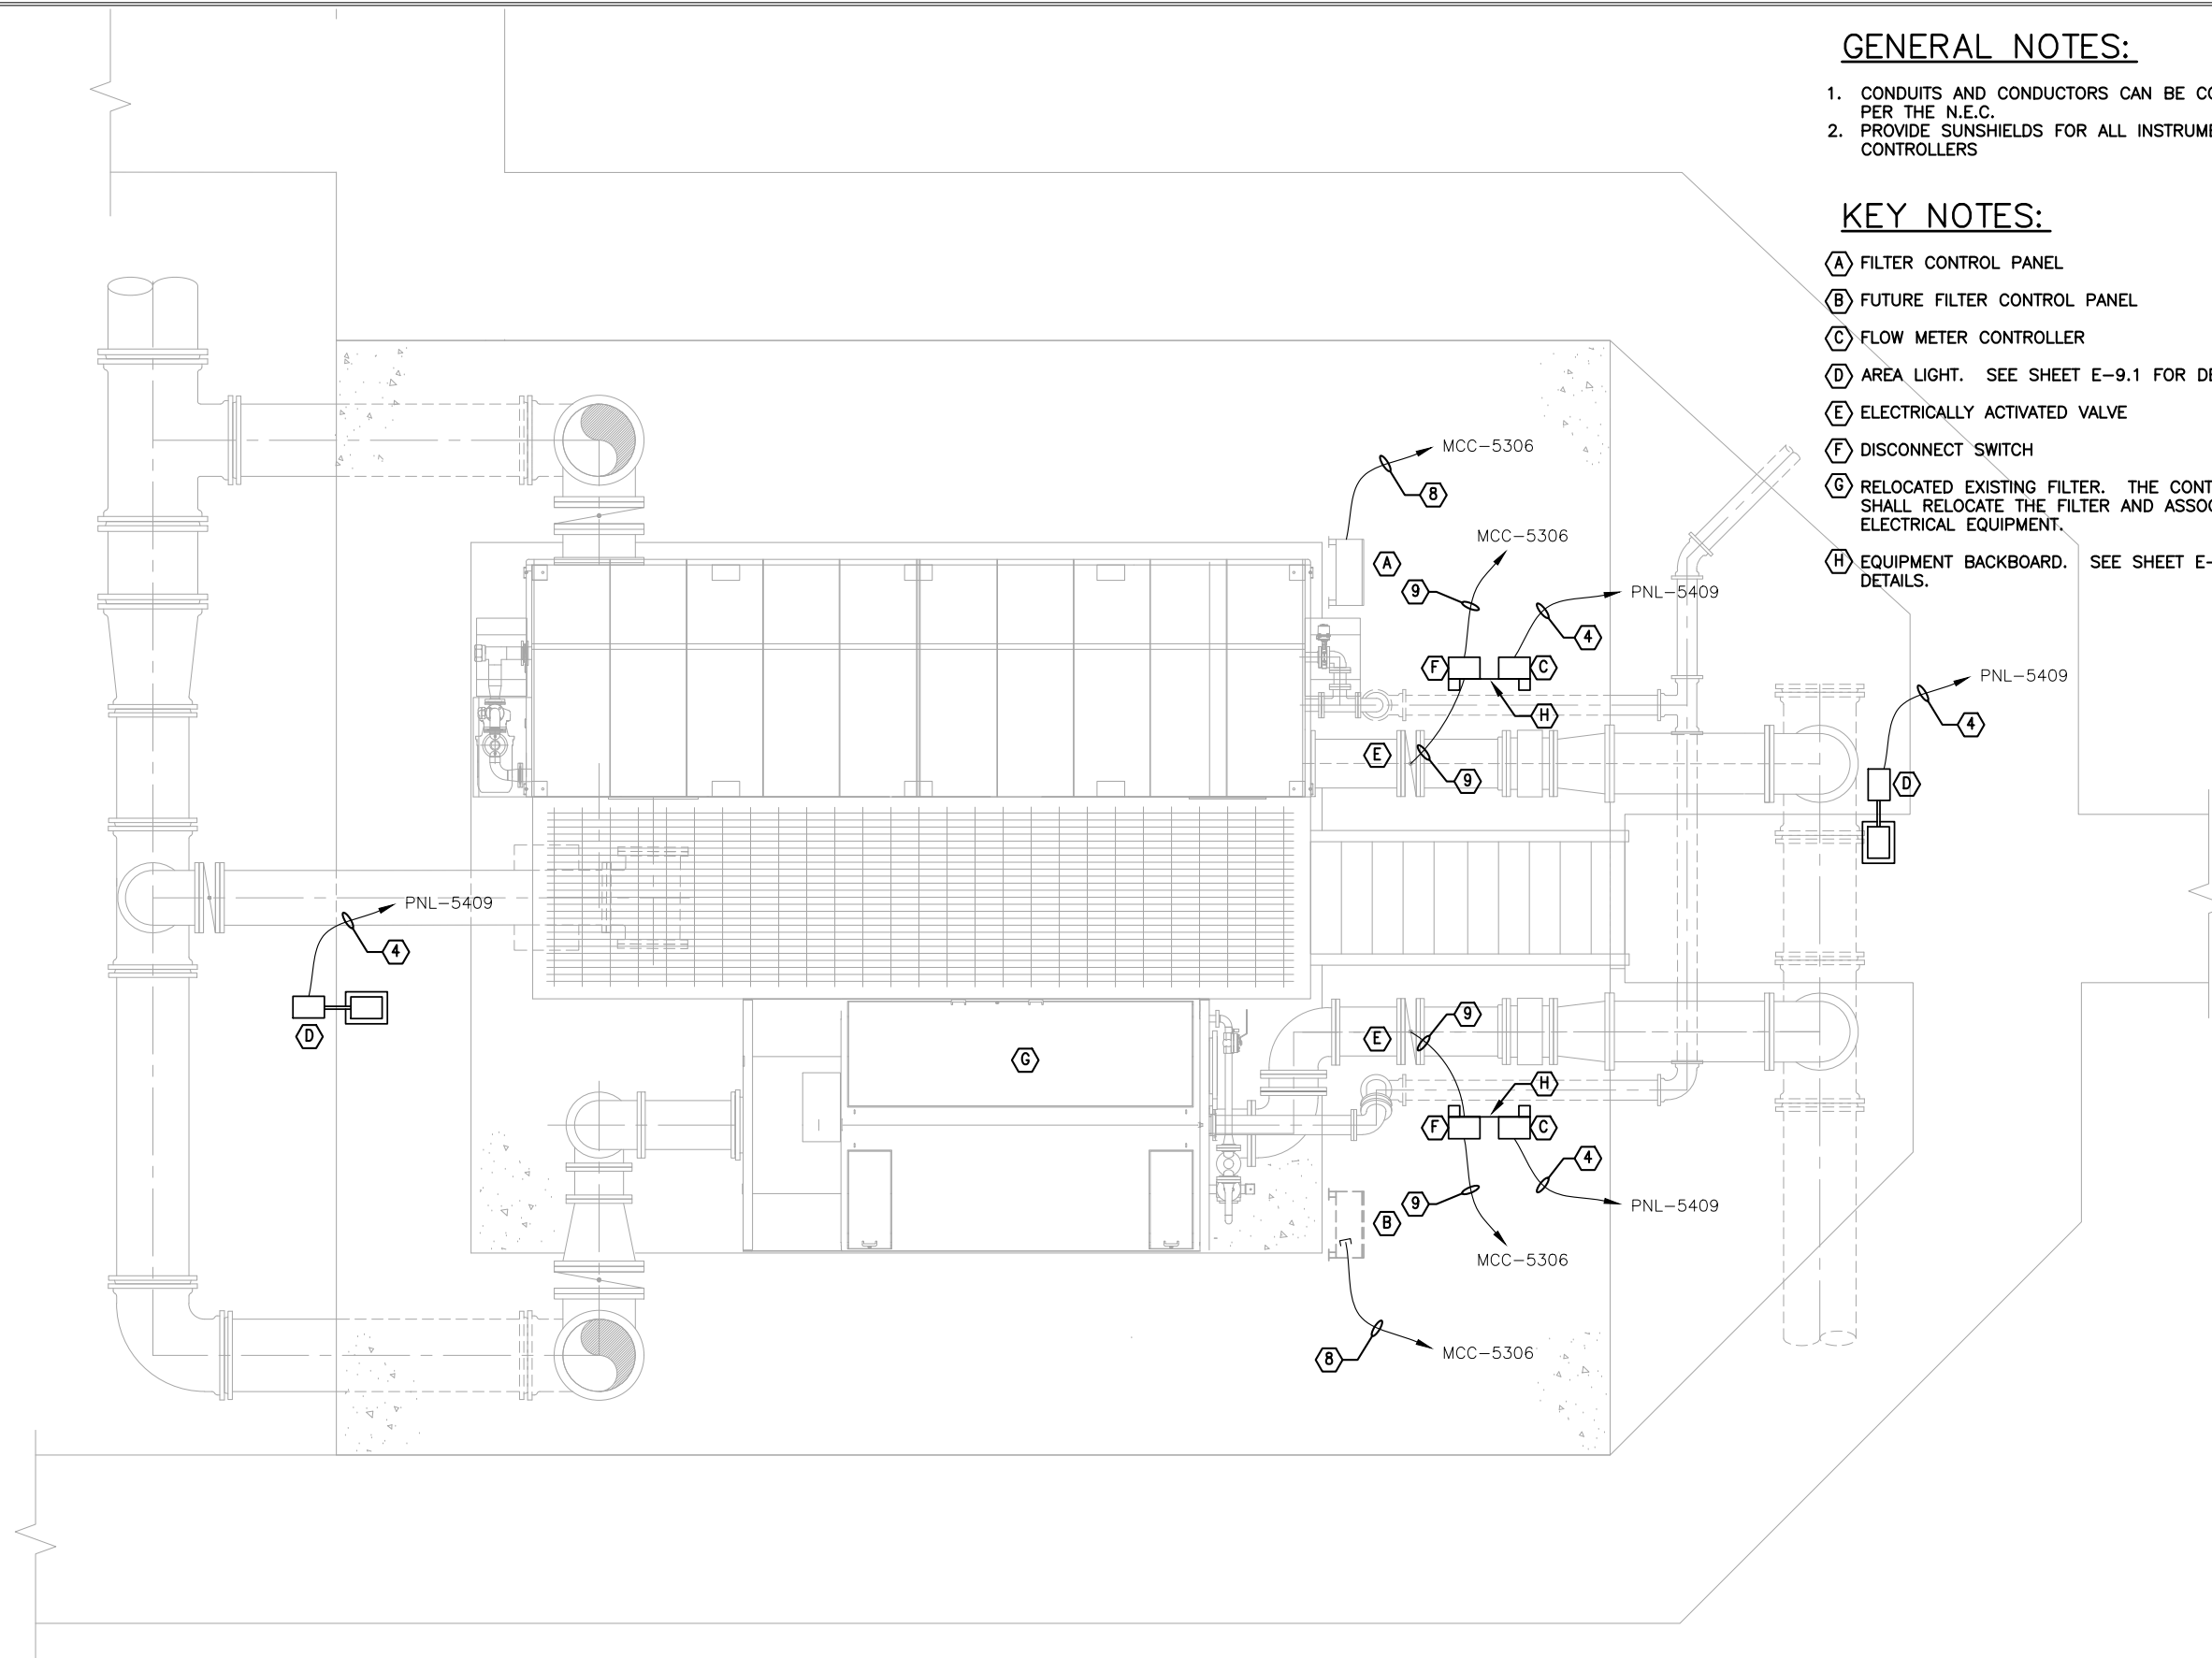 GENERAL NOTES:
1. CONDUITS AND CONDUCTORS CAN BE
PER THE N.E.C.
2. PROVIDE SUNSHIELDS FOR ALL
CONTROLLERS
KEY NOTES:
A FILTER CONTROL PANEL
B FUTURE FILTER CONTROL PANEL
C FLOW METER CONTROLLER
D AREA LIGHT. SEE SHEET E-9.1 FOR
E ELECTRICALLY ACTIVATED VALVE
F DISCONNECT SWITCH
G RELOCATED EXISTING FILTER. THE
SHALL RELOCATE THE FILTER AND
ELECTRICAL EQUIPMENT.
H EQUIPMENT BACKBOARD. SEE SHEET
DETAILS.
MCC-5306
8
MCC-5306
A
9
PNL-5409
4
F
C
H
E
9
PNL-5409
4
D
PNL-5409
4
D
G
E
9
H
F
C
4
9
PNL-5409
B
MCC-5306
8
MCC-5306